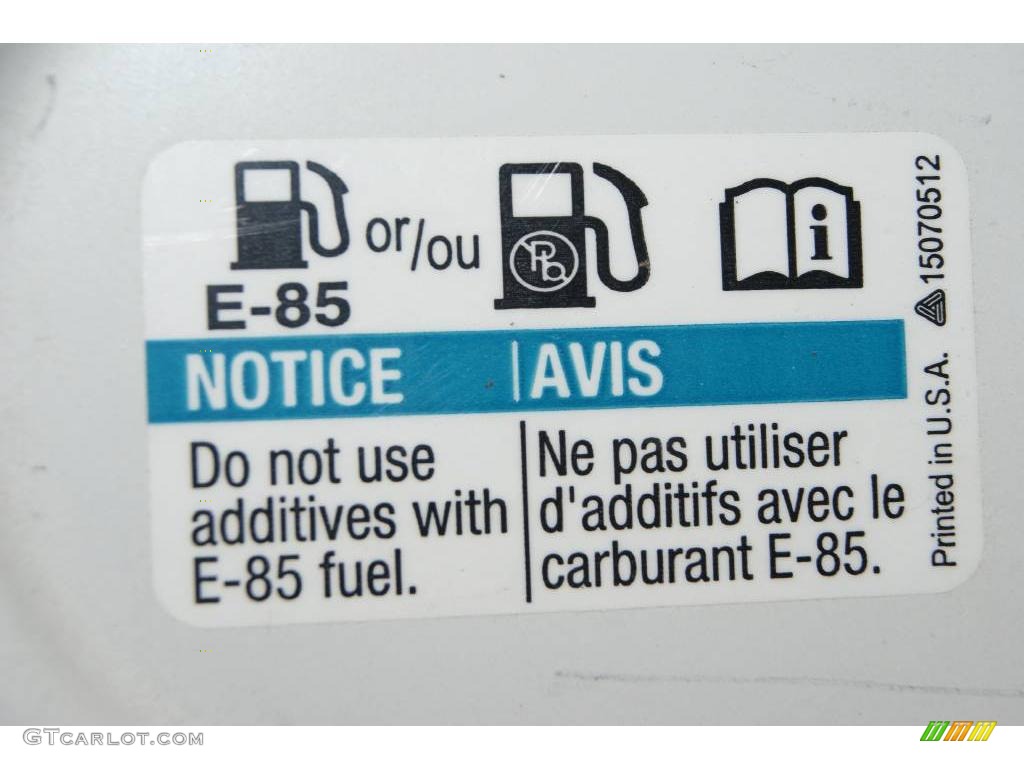 or/ou
Pb
i
E-85
NOTICE | AVIS
Do not use
additives with
E-85 fuel.
Ne pas utiliser
d'additifs avec le
carburant E-85.
Printed in U.S.A.
15070512
GTCARLOT.COM